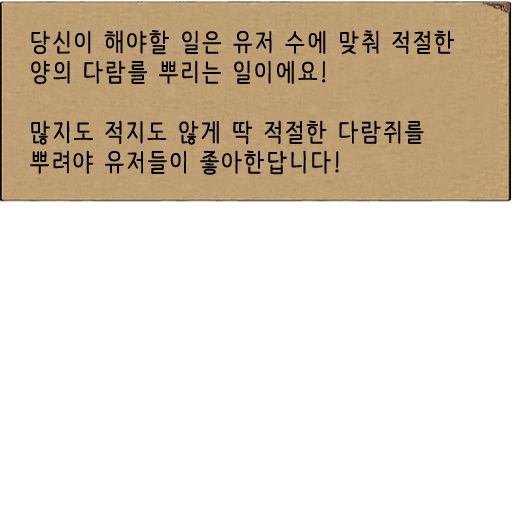 당신이 해야할 일은 유저 수에 맞춰 적절한
양의 다람를 뿌리는 일이에요!
많지도 적지도 않게 딱 적절한 다람쥐를
뿌려야 유저들이 좋아한답니다!